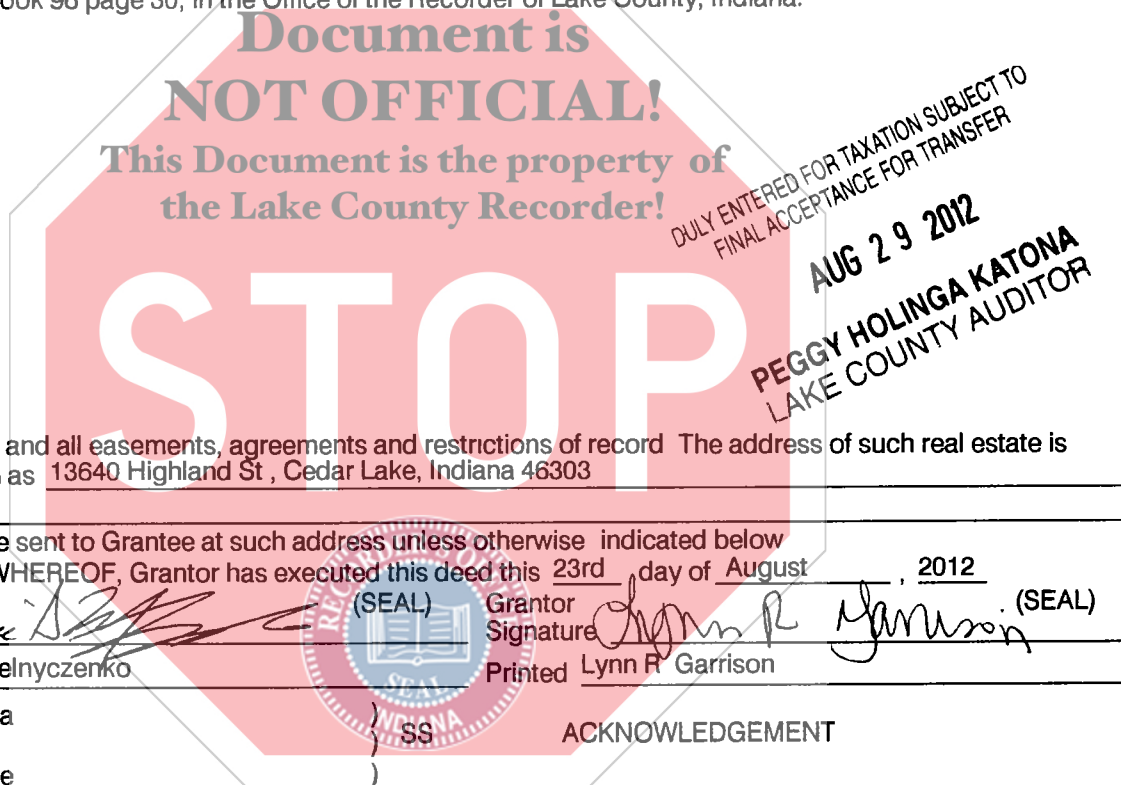 ook 96 page 30, in the Office of the Recorder of Lake County, Indiana.
Document is
NOT OFFICIAL!
This Document is the property of
the Lake County Recorder!
DULY ENTERED FOR TAXATION SUBJECT TO
FINAL ACCEPTANCE FOR TRANSFER
AUG 29 2012
PEGGY HOLINGA KATONA
LAKE COUNTY AUDITOR
STOP
and all easements, agreements and restrictions of record The address of such real estate is
as 13640 Highland St , Cedar Lake, Indiana 46303
e sent to Grantee at such address unless otherwise indicated below
WHEREOF, Grantor has executed this deed this 23rd day of August , 2012
(SEAL) Grantor (SEAL)
Signature Lynn R Garrison
elnyczenko Printed Lynn R Garrison
SEAL
INDIANA
a ) SS ACKNOWLEDGEMENT
e )